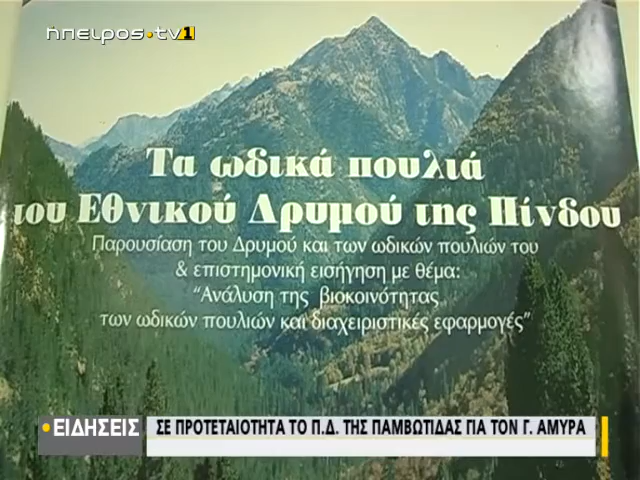 ήπειρος·tv1
Τα ωδικά πουλιά
του Εθνικού Δρυμού της Πίνδου
Παρουσίαση του Δρυμού και των ωδικών πουλιών του
& επιστημονική εισήγηση με θέμα:
“Ανάλυση της βιοκοινότητας
των ωδικών πουλιών και διαχειριστικές εφαρμογές”
ΕΙΔΗΣΕΙΣ
ΣΕ ΠΡΟΤΕΤΑΙΟΤΗΤΑ ΤΟ Π.Δ. ΤΗΣ ΠΑΜΒΩΤΙΔΑΣ ΓΙΑ ΤΟΝ Γ. ΑΜΥΡΑ